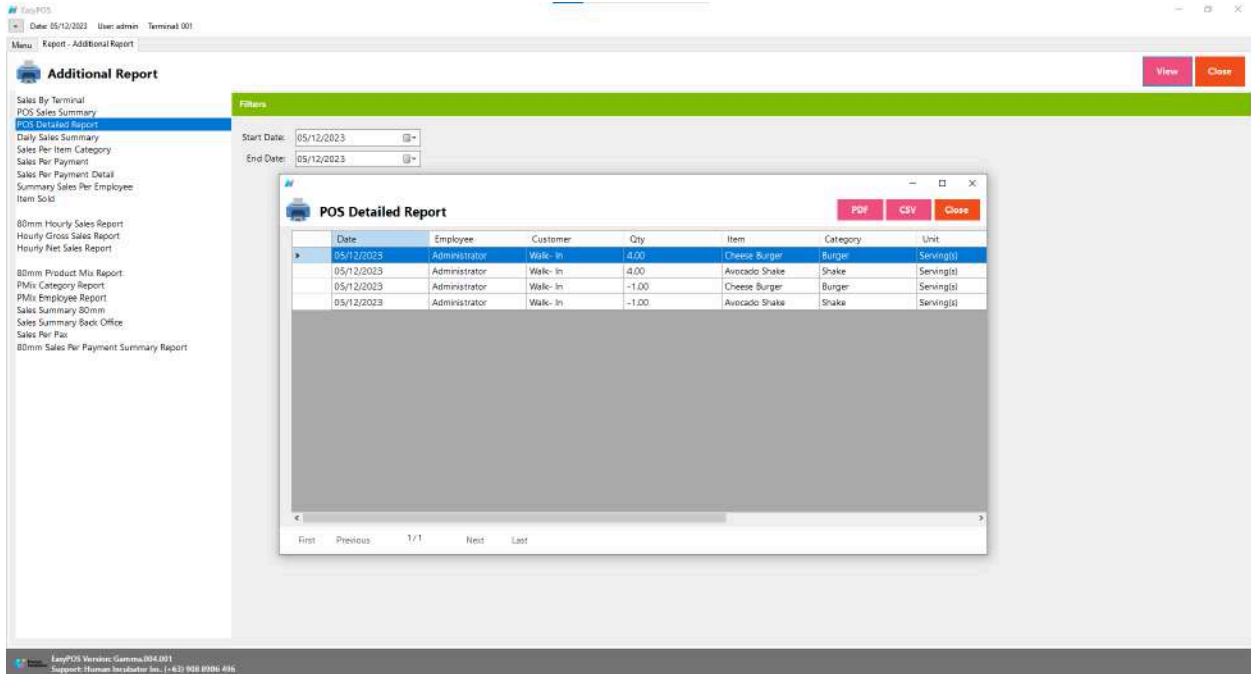 EasyPOS
Date: 05/12/2023 User: admin Terminal: 001
Menu Report - Additional Report
Additional Report
View Close
Sales By Terminal
POS Sales Summary
POS Detailed Report
Daily Sales Summary
Sales Per Item Category
Sales Per Payment
Sales Per Payment Detail
Summary Sales Per Employee
Item Sold
80mm Hourly Sales Report
Hourly Gross Sales Report
Hourly Net Sales Report
80mm Product Mix Report
PMix Category Report
PMix Employee Report
Sales Summary 80mm
Sales Summary Back Office
Sales Per Pax
80mm Sales Per Payment Summary Report
Filters
Start Date: 05/12/2023
End Date: 05/12/2023
POS Detailed Report
PDF CSV Close
Date Employee Customer Qty Item Category Unit
05/12/2023 Administrator Walk- In 4.00 Cheese Burger Burger Serving(s)
05/12/2023 Administrator Walk- In 4.00 Avocado Shake Shake Serving(s)
05/12/2023 Administrator Walk- In -1.00 Cheese Burger Burger Serving(s)
05/12/2023 Administrator Walk- In -1.00 Avocado Shake Shake Serving(s)
First Previous 1 / 1 Next Last
EasyPOS Version: Gamma.004.001
Support: Human Incubator Inc. (+63) 908 8906 496